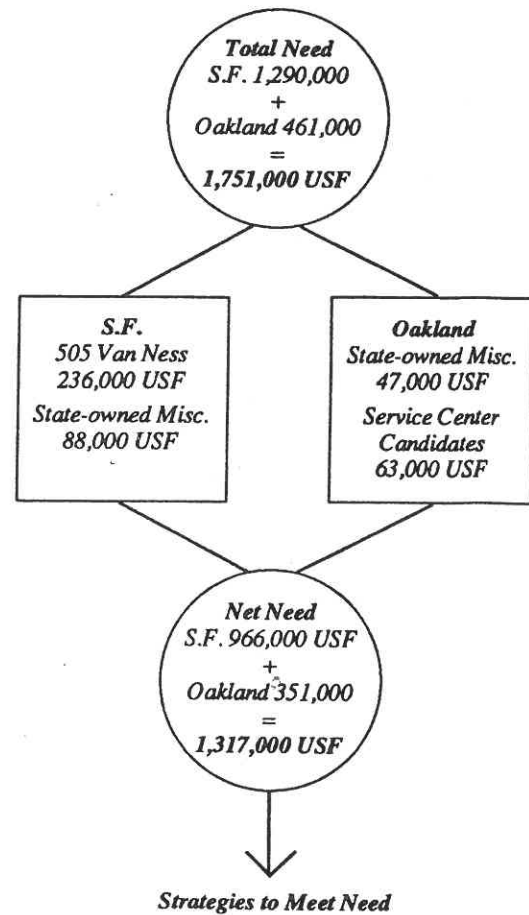 Total Need
S.F. 1,290,000
+
Oakland 461,000
=
1,751,000 USF
S.F.
505 Van Ness
236,000 USF
State-owned Misc.
88,000 USF
Oakland
State-owned Misc.
47,000 USF
Service Center
Candidates
63,000 USF
Net Need
S.F. 966,000 USF
+
Oakland 351,000
=
1,317,000 USF
Strategies to Meet Need